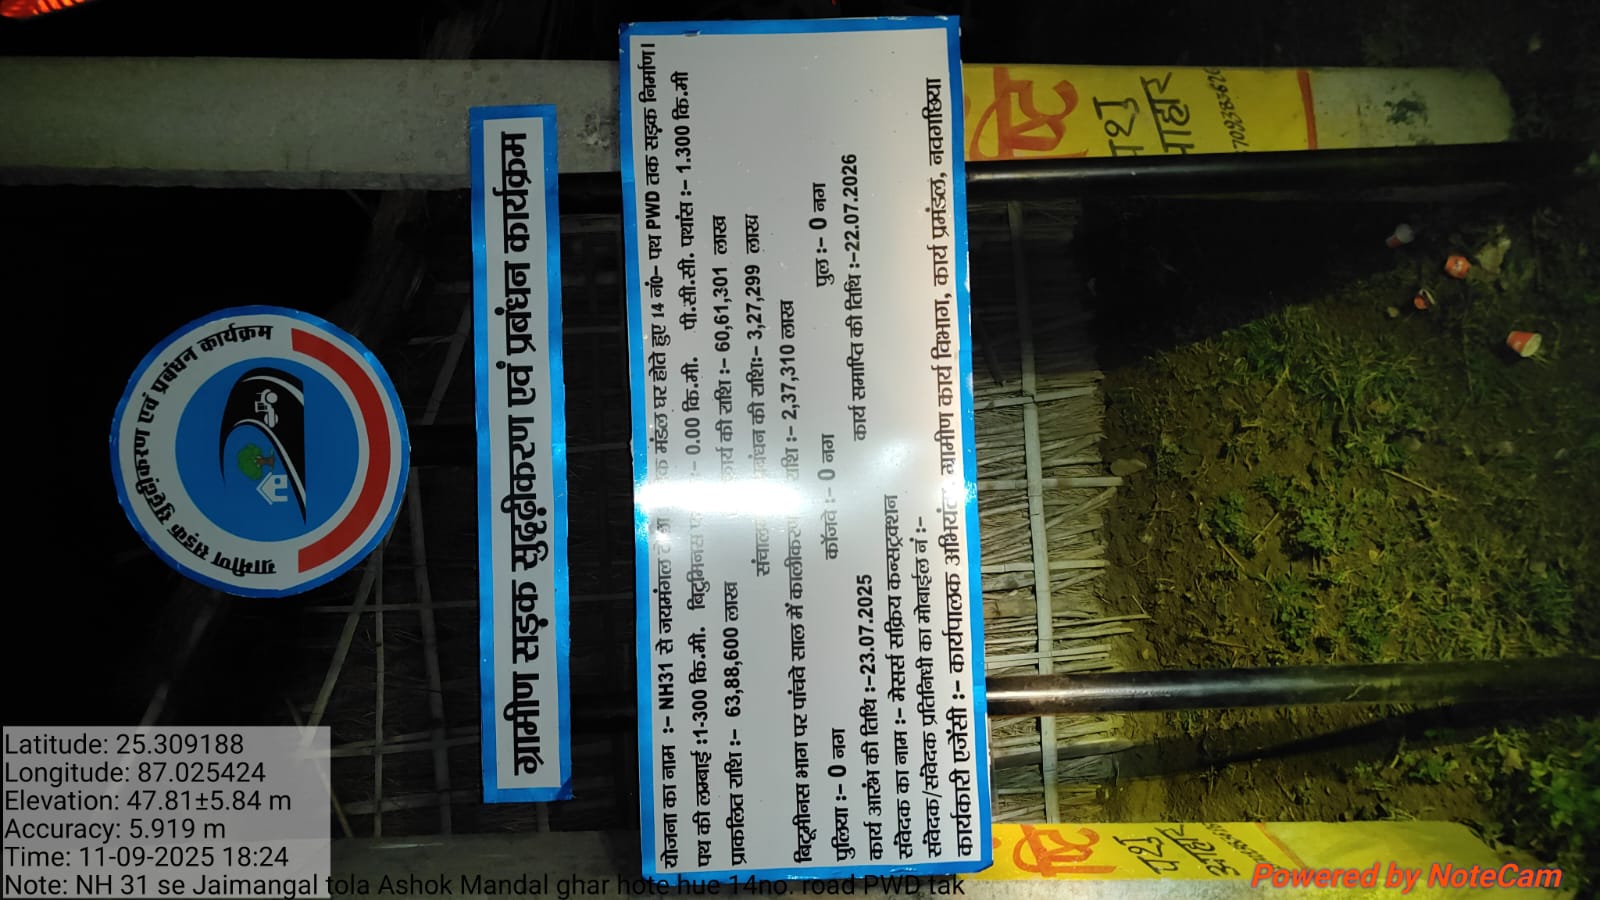 ग्रामीण सड़क सुदृढ़ीकरण एवं प्रबंधन कार्यक्रम
ग्रामीण सड़क सुदृढ़ीकरण एवं प्रबंधन कार्यक्रम
योजना का नाम :- NH31 से जयमंगल मंडल घर होते हुए 14 नं०- पथ PWD तक सड़क निर्माण।
पथ की लम्बाई :1-300 कि.मी. बिटुमिनस :- 0.00 कि.मी. पी.सी.सी. पथांस :- 1.300 कि.मी
प्राकलित राशि :- 63,88,600 लाख कार्य की राशि :- 60,61,301 लाख
की राशि:- 3,27,299 लाख
बिटूमीनस भाग पर पांचवे साल में राशि :- 2,37,310 लाख
पुलिया :- 0 नग कॉजवे :- 0 नग पुल :- 0 नग
कार्य आरंभ की तिथि :-23.07.2025 कार्य समाप्ति की तिथि :-22.07.2026
संवेदक का नाम :- मेसर्स सक्रिय कन्सट्रक्शन
संवेदक/संवेदक प्रतिनिधी का मोबाईल नं :-
कार्यकारी एजेंसी :- कार्यपालक ग्रामीण कार्य विभाग, कार्य प्रमंडल, नवगछिया
पशु
आहार
पशु
आहार
Latitude: 25.309188
Longitude: 87.025424
Elevation: 47.81±5.84 m
Accuracy: 5.919 m
Time: 11-09-2025 18:24
Note: NH 31 se Jaimangal tola Ashok Mandal ghar hote hue 14no. road PWD tak
Powered by NoteCam